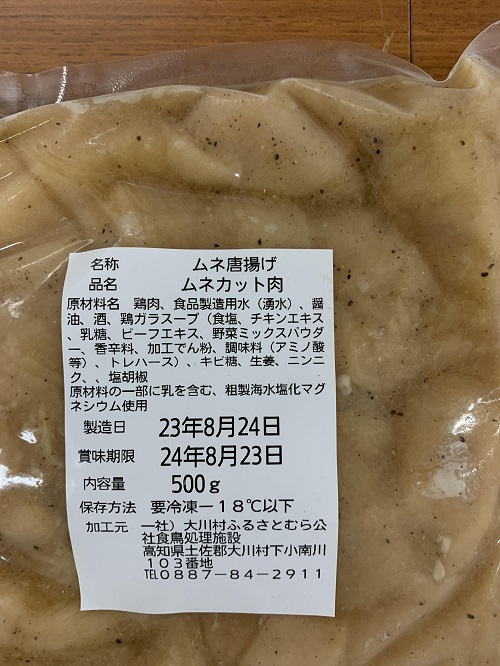 名称 ムネ唐揚げ
品名 ムネカット肉
原材料名 鶏肉、食品製造用水（湧水）、醤
油、酒、鶏ガラスープ（食塩、チキンエキス
、乳糖、ビーフエキス、野菜ミックスパウダ
ー、香辛料、加工でん粉、調味料（アミノ酸
等）、トレハース）、キビ糖、生姜、ニンニ
ク、、塩胡椒
原材料の一部に乳を含む、粗製海水塩化マグ
ネシウム使用
製造日 23年8月24日
賞味期限 24年8月23日
内容量 500ｇ
保存方法 要冷凍－１８℃以下
加工元 一社）大川村ふるさとむら公
社食鳥処理施設
高知県土佐郡大川村下小南川
１０３番地
℡０８８７－８４－２９１１